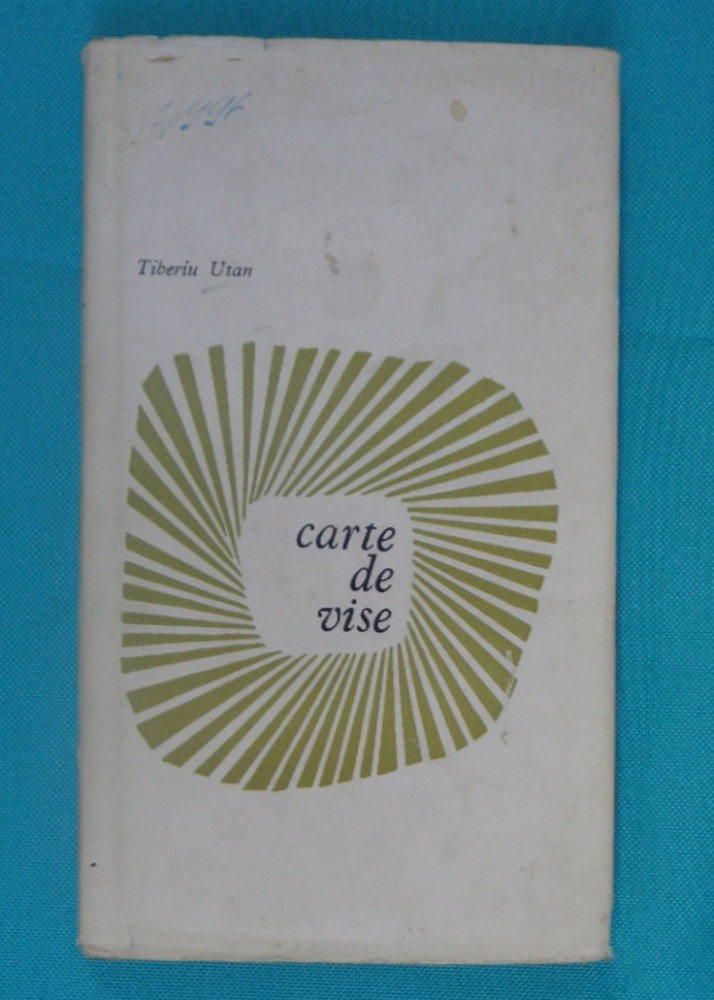 Tiberiu Utan
carte
de
vise